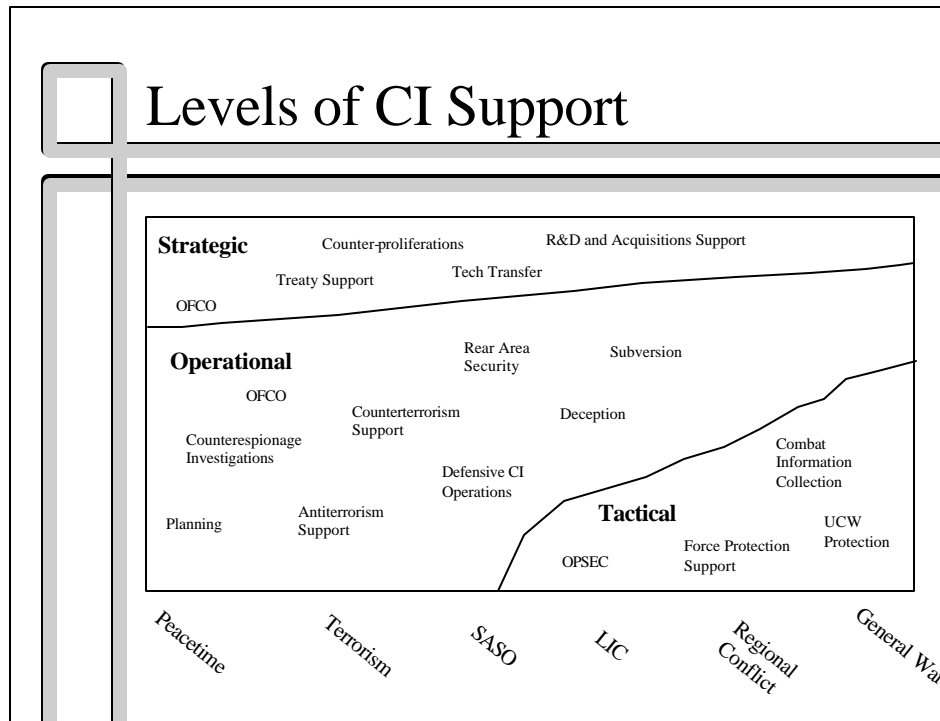 Levels of CI Support
Strategic
Counter-proliferations
R&D and Acquisitions Support
Treaty Support
Tech Transfer
OFCO
Operational
Rear Area
Security
Subversion
OFCO
Counterterrorism
Support
Deception
Counterespionage
Investigations
Defensive CI
Operations
Planning
Antiterrorism
Support
Tactical
Combat
Information
Collection
OPSEC
Force Protection
Support
UCW
Protection
Peacetime
Terrorism
SASO
LIC
Regional
Conflict
General War